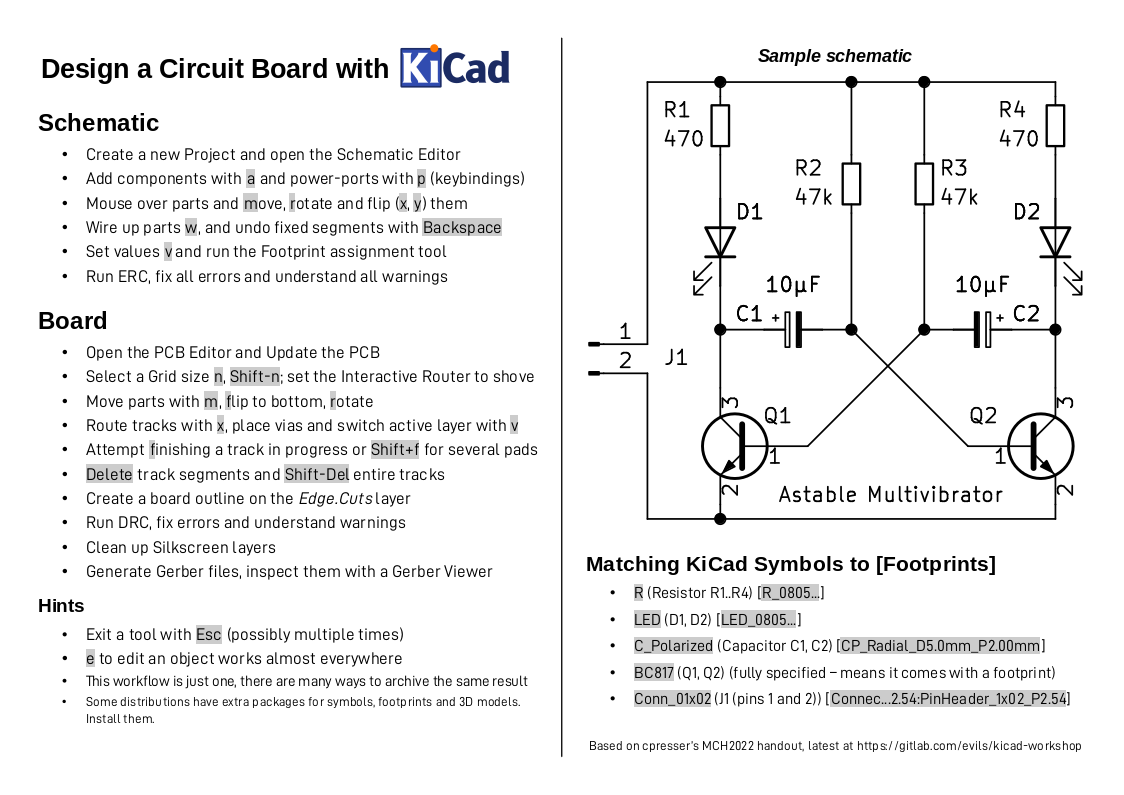 Design a Circuit Board with KiCad
Schematic
• Create a new Project and open the Schematic Editor
• Add components with a and power-ports with p (keybindings)
• Mouse over parts and move, rotate and flip (x, y) them
• Wire up parts w, and undo fixed segments with Backspace
• Set values v and run the Footprint assignment tool
• Run ERC, fix all errors and understand all warnings
Board
• Open the PCB Editor and Update the PCB
• Select a Grid size n, Shift-n; set the Interactive Router to shove
• Move parts with m, flip to bottom, rotate
• Route tracks with x, place vias and switch active layer with v
• Attempt finishing a track in progress or Shift+f for several pads
• Delete track segments and Shift-Del entire tracks
• Create a board outline on the Edge.Cuts layer
• Run DRC, fix errors and understand warnings
• Clean up Silkscreen layers
• Generate Gerber files, inspect them with a Gerber Viewer
Hints
• Exit a tool with Esc (possibly multiple times)
• e to edit an object works almost everywhere
• This workflow is just one, there are many ways to archive the same result
• Some distributions have extra packages for symbols, footprints and 3D models.
Install them.
Sample schematic
R1
470
R4
470
R2
47k
R3
47k
D1
D2
10µF
10µF
C1 +
+ C2
1
2
J1
3
Q1
1
2
3
Q2
1
2
Astable Multivibrator
Matching KiCad Symbols to [Footprints]
• R (Resistor R1..R4) [R_0805...]
• LED (D1, D2) [LED_0805...]
• C_Polarized (Capacitor C1, C2) [CP_Radial_D5.0mm_P2.00mm]
• BC817 (Q1, Q2) (fully specified – means it comes with a footprint)
• Conn_01x02 (J1 (pins 1 and 2)) [Connec...2.54:PinHeader_1x02_P2.54]
Based on cpresser's MCH2022 handout, latest at https://gitlab.com/evils/kicad-workshop